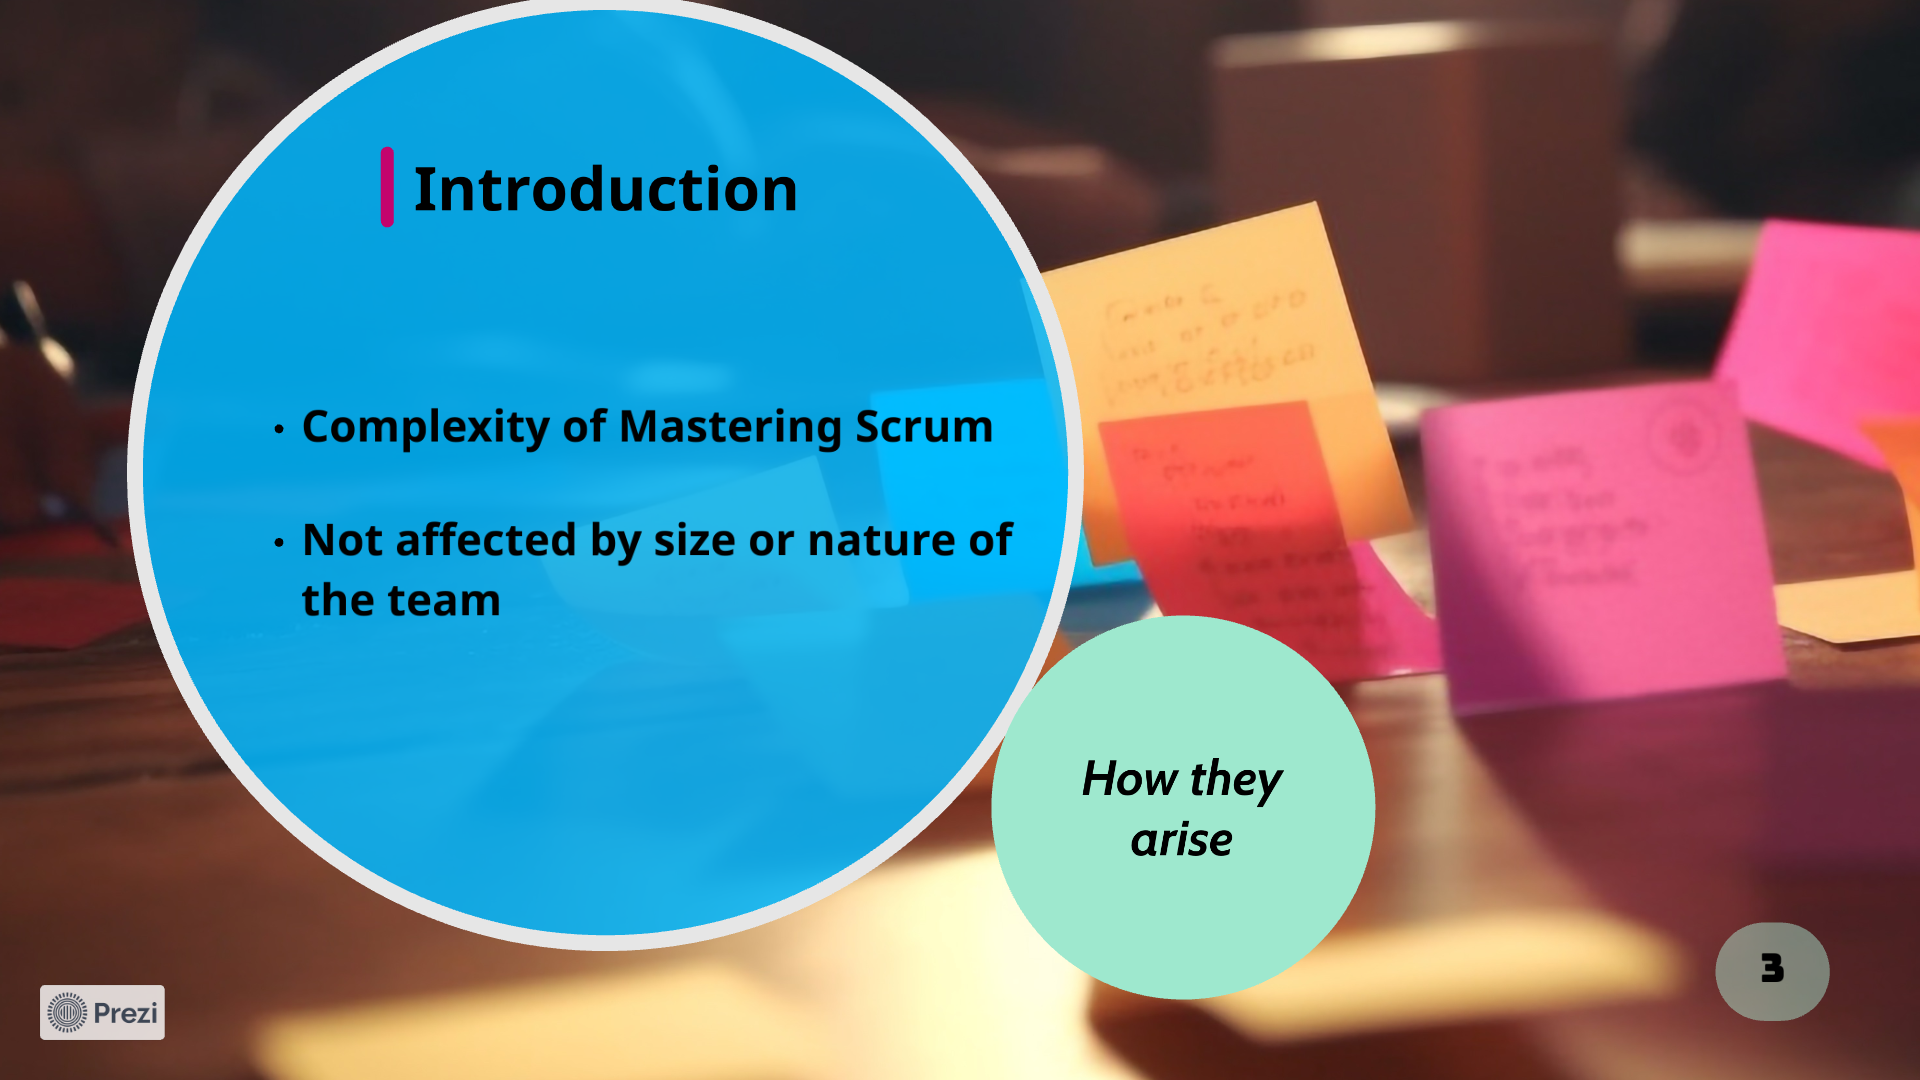 Introduction
• Complexity of Mastering Scrum
• Not affected by size or nature of
the team
How they
arise
3
Prezi